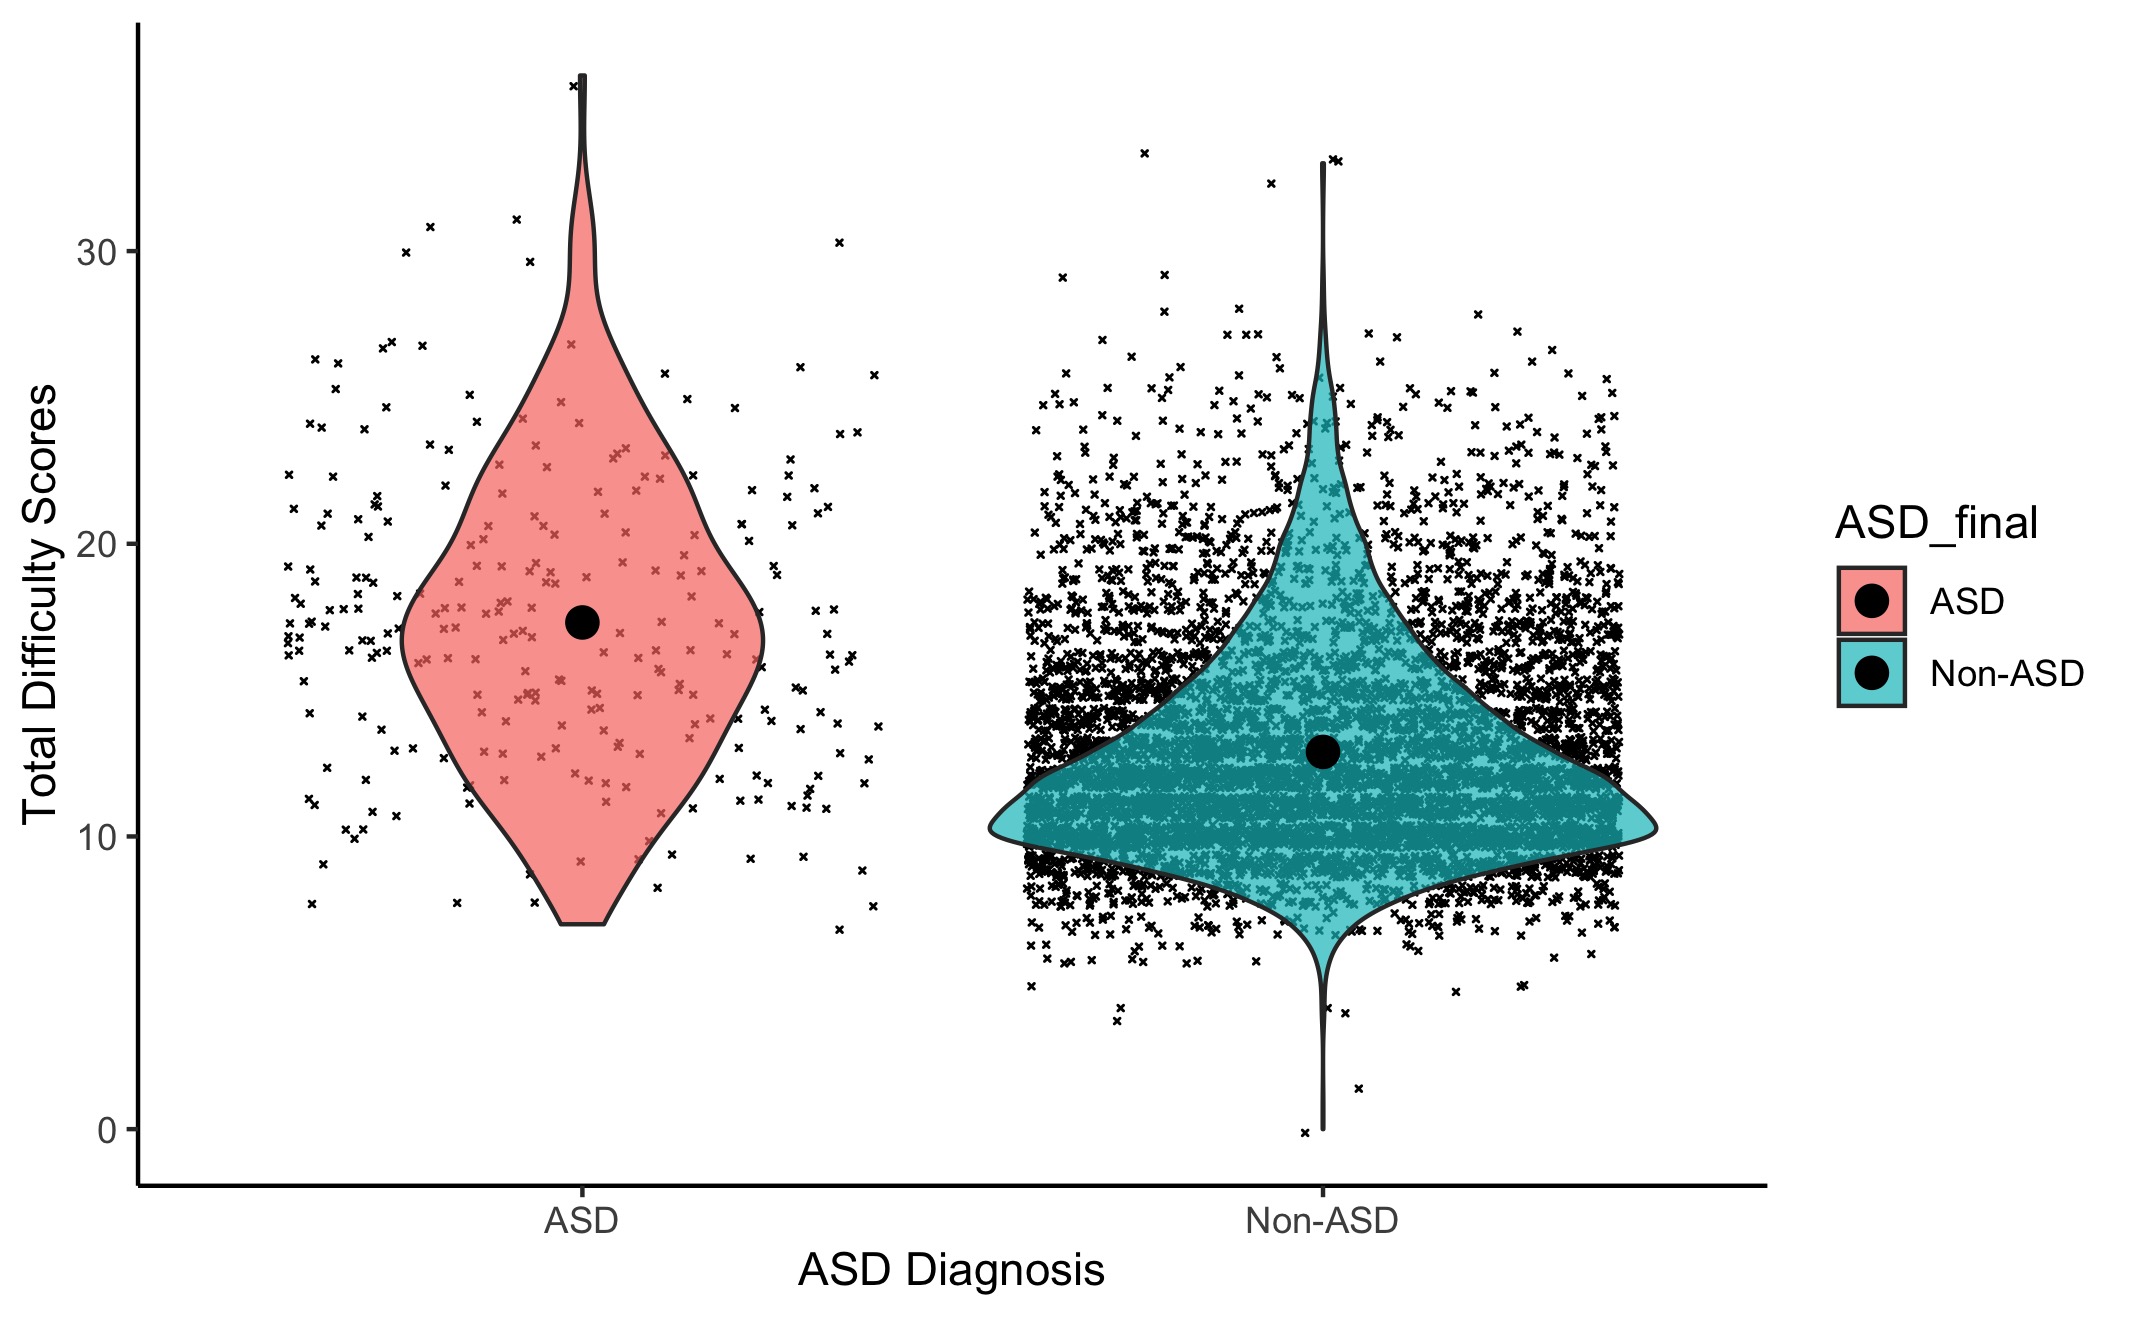 Total Difficulty Scores
30
20
10
0
ASD
Non-ASD
ASD Diagnosis
ASD_final
ASD
Non-ASD